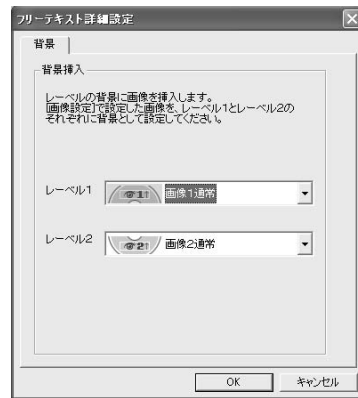 フリーテキスト詳細設定
背景
背景挿入
レーベルの背景に画像を挿入します。
[画像設定]で設定した画像を、レーベル1とレーベル2の
それぞれに背景として設定してください。
レーベル1
1↑
画像1通常
レーベル2
2↑
画像2通常
OK
キャンセル